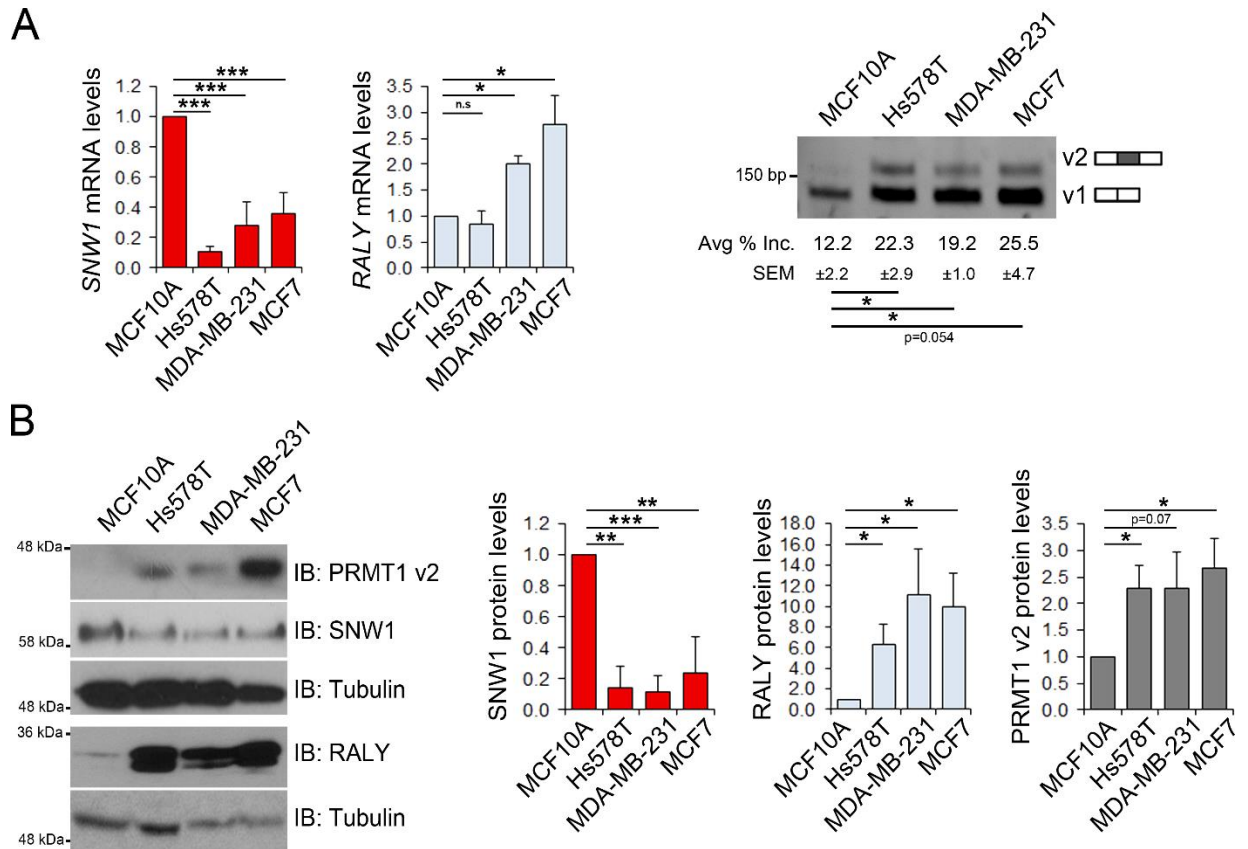 A
SNW1 mRNA levels
1.2
1.0
0.8
0.6
0.4
0.2
0.0
***
***
***
MCF10A
Hs578T
MDA-MB-231
MCF7
RALY mRNA levels
3.5
3.0
2.5
2.0
1.5
1.0
0.5
0.0
*
*
n.s
MCF10A
Hs578T
MDA-MB-231
MCF7
MCF10A
Hs578T
MDA-MB-231
MCF7
150 bp
v2
v1
Avg % Inc. 12.2 22.3 19.2 25.5
SEM ±2.2 ±2.9 ±1.0 ±4.7
*
*
*
p=0.054
B
MCF10A
Hs578T
MDA-MB-231
MCF7
48 kDa
IB: PRMT1 v2
58 kDa
IB: SNW1
48 kDa
IB: Tubulin
36 kDa
IB: RALY
48 kDa
IB: Tubulin
SNW1 protein levels
1.2
1.0
0.8
0.6
0.4
0.2
0.0
**
***
**
MCF10A
Hs578T
MDA-MB-231
MCF7
RALY protein levels
18.0
16.0
14.0
12.0
10.0
8.0
6.0
4.0
2.0
0.0
*
*
*
MCF10A
Hs578T
MDA-MB-231
MCF7
PRMT1 v2 protein levels
3.5
3.0
2.5
2.0
1.5
1.0
0.5
0.0
*
p=0.07
*
MCF10A
Hs578T
MDA-MB-231
MCF7